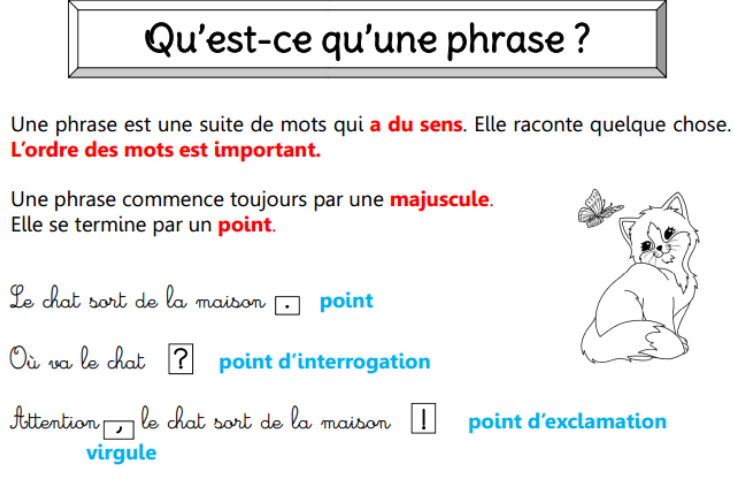 Qu'est-ce qu'une phrase ?
Une phrase est une suite de mots qui a du sens. Elle raconte quelque chose.
L'ordre des mots est important.
Une phrase commence toujours par une majuscule.
Elle se termine par un point.
Le chat sort de la maison . point
Où va le chat ? point d'interrogation
Attention , le chat sort de la maison ! point d'exclamation
virgule